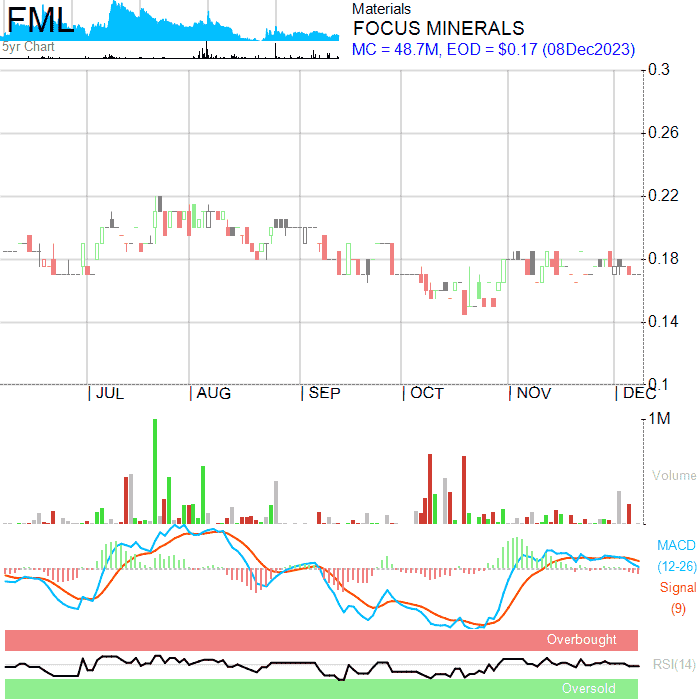 FML
5yr Chart
Materials
FOCUS MINERALS
MC = 48.7M, EOD = $0.17 (08Dec2023)
0.3
0.26
0.22
0.18
0.14
0.1
JUL AUG SEP OCT NOV DEC
1M
Volume
MACD
(12-26)
Signal
(9)
Overbought
RSI(14)
Oversold